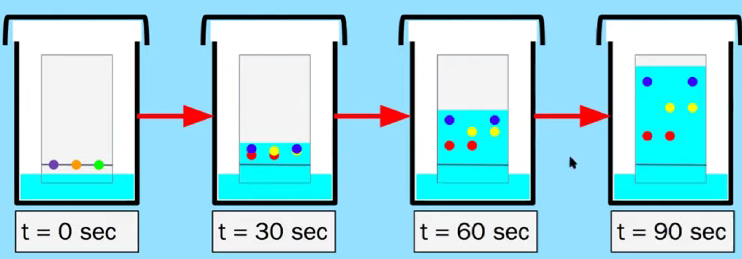 t = 0 sec
t = 30 sec
t = 60 sec
t = 90 sec